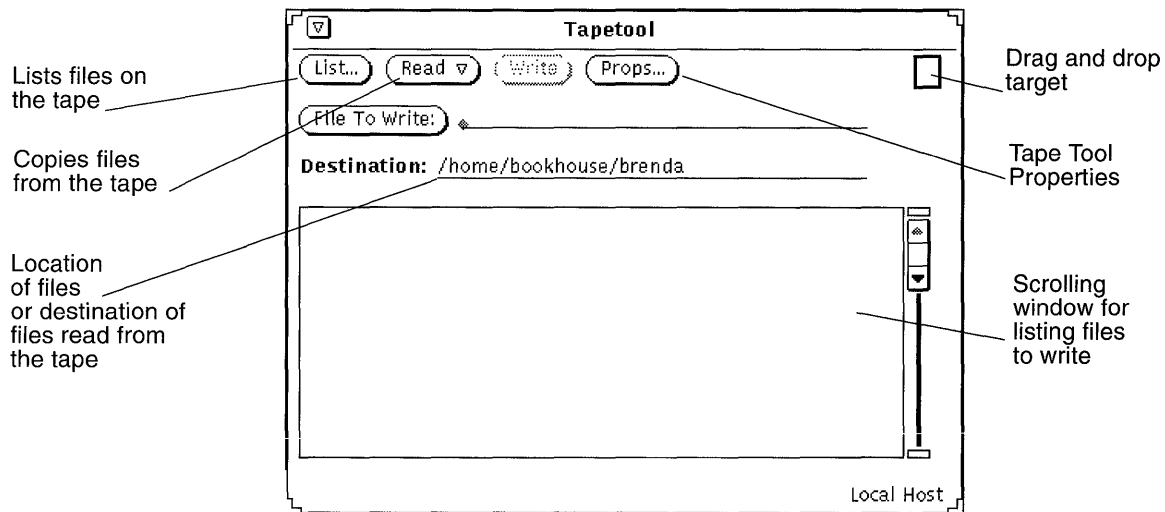 Tapetool
List...
Read
Write
Props...
File To Write:
Destination: /home/bookhouse/brenda
Local Host
Lists files on
the tape
Copies files
from the tape
Location
of files
or destination of
files read from
the tape
Drag and drop
target
Tape Tool
Properties
Scrolling
window for
listing files
to write